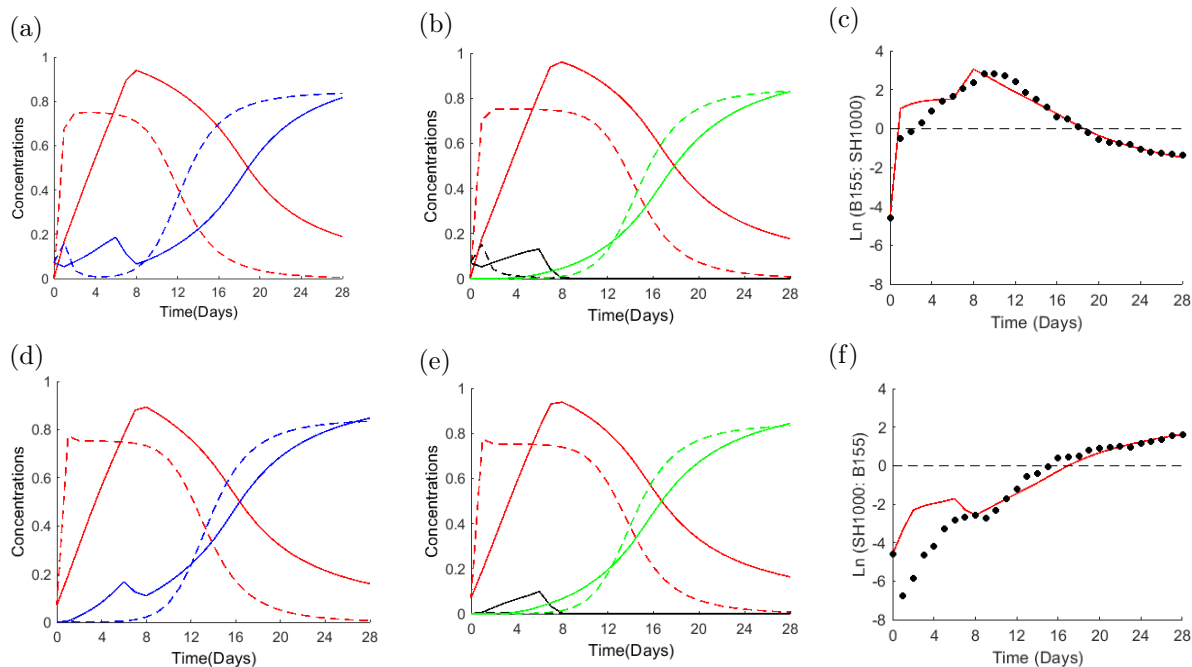 (a)
Concentrations
1
0.8
0.6
0.4
0.2
0
0 4 8 12 16 20 24 28
Time(Days)
(b)
Concentrations
1
0.8
0.6
0.4
0.2
0
0 4 8 12 16 20 24 28
Time(Days)
(c)
Ln (B155: SH1000)
4
2
0
-2
-4
-6
-8
0 4 8 12 16 20 24 28
Time (Days)
(d)
Concentrations
1
0.8
0.6
0.4
0.2
0
0 4 8 12 16 20 24 28
Time(Days)
(e)
Concentrations
1
0.8
0.6
0.4
0.2
0
0 4 8 12 16 20 24 28
Time(Days)
(f)
Ln (SH1000: B155)
4
2
0
-2
-4
-6
-8
0 4 8 12 16 20 24 28
Time (Days)